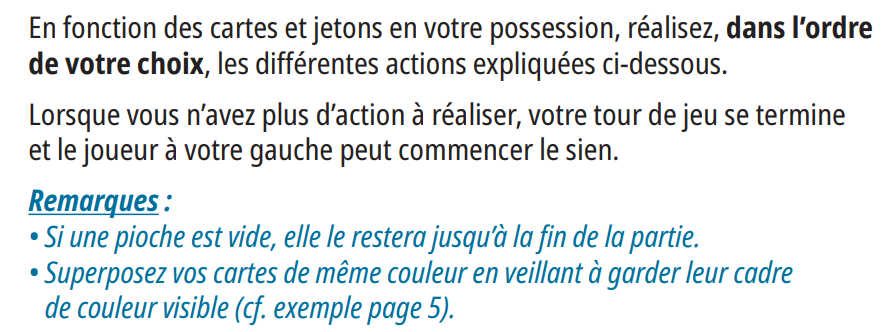 En fonction des cartes et jetons en votre possession, réalisez, dans l’ordre
de votre choix, les différentes actions expliquées ci-dessous.
Lorsque vous n’avez plus d’action à réaliser, votre tour de jeu se termine
et le joueur à votre gauche peut commencer le sien.
Remarques :
• Si une pioche est vide, elle le restera jusqu’à la fin de la partie.
• Superposez vos cartes de même couleur en veillant à garder leur cadre
de couleur visible (cf. exemple page 5).